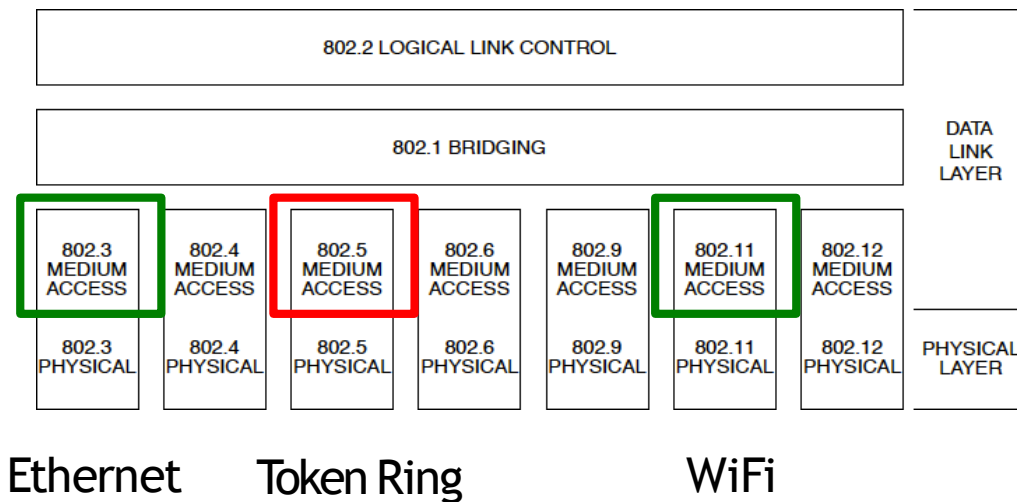 802.2 LOGICAL LINK CONTROL
802.1 BRIDGING
DATA
LINK
LAYER
802.3
MEDIUM
ACCESS
802.4
MEDIUM
ACCESS
802.5
MEDIUM
ACCESS
802.6
MEDIUM
ACCESS
802.9
MEDIUM
ACCESS
802.11
MEDIUM
ACCESS
802.12
MEDIUM
ACCESS
802.3
PHYSICAL
802.4
PHYSICAL
802.5
PHYSICAL
802.6
PHYSICAL
802.9
PHYSICAL
802.11
PHYSICAL
802.12
PHYSICAL
PHYSICAL
LAYER
Ethernet
Token Ring
WiFi